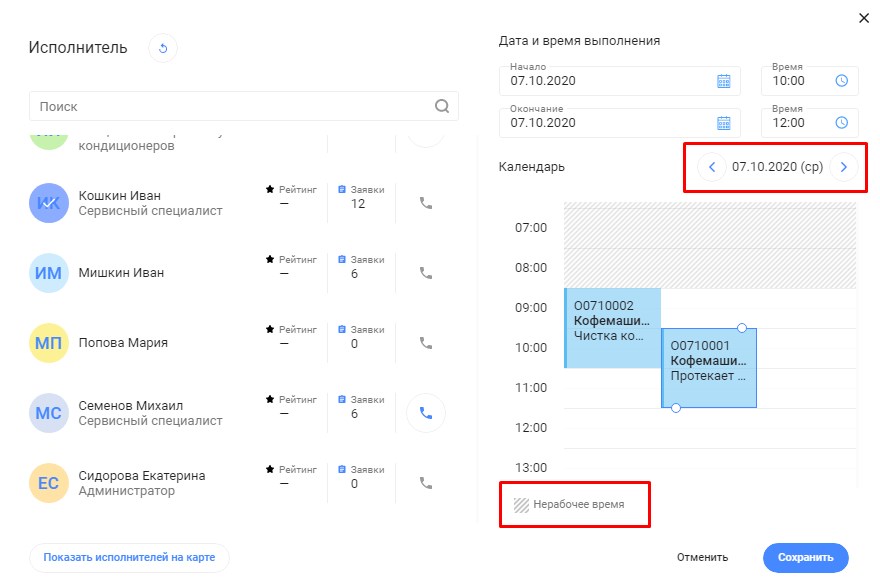 Исполнитель
Поиск
кондиционеров
ИК
Кошкин Иван
Сервисный специалист
Рейтинг
—
Заявки
12
ИМ
Мишкин Иван
Рейтинг
—
Заявки
6
МП
Попова Мария
Рейтинг
—
Заявки
0
МС
Семенов Михаил
Сервисный специалист
Рейтинг
—
Заявки
6
ЕС
Сидорова Екатерина
Администратор
Рейтинг
—
Заявки
0
Показать исполнителей на карте
Дата и время выполнения
Начало
07.10.2020
Время
10:00
Окончание
07.10.2020
Время
12:00
Календарь
07.10.2020 (ср)
07:00
08:00
09:00
10:00
11:00
12:00
13:00
O0710002
Кофемаши...
Чистка ко...
O0710001
Кофемаши...
Протекает ...
Нерабочее время
Отменить
Сохранить